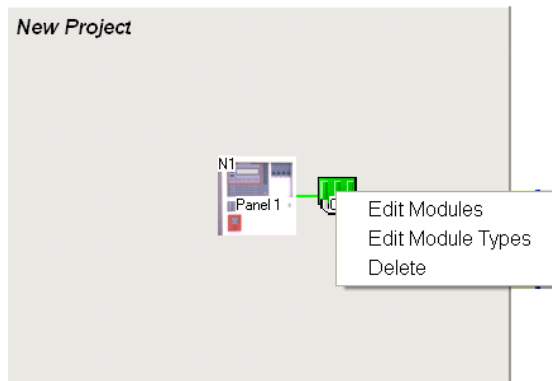 New Project
N1
Panel 1
Edit Modules
Edit Module Types
Delete